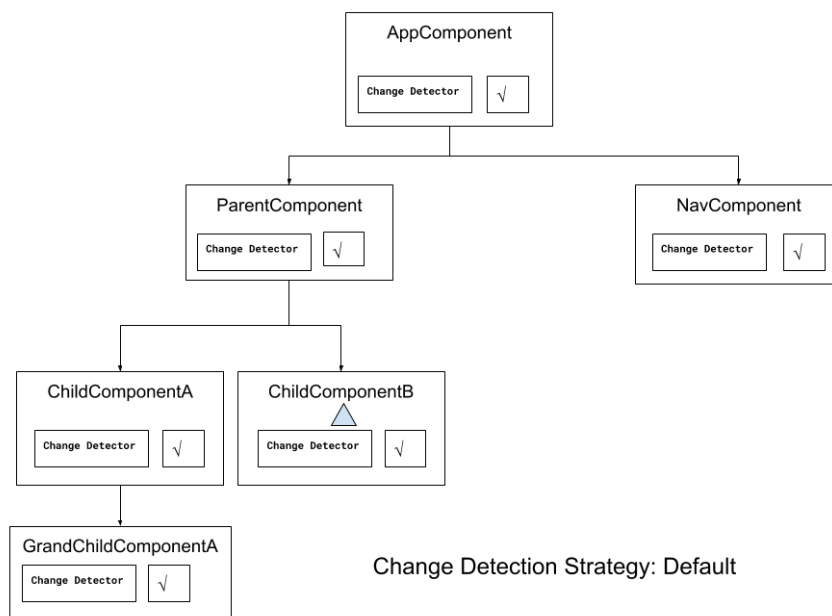 AppComponent
Change Detector √
ParentComponent
Change Detector √
NavComponent
Change Detector √
ChildComponentA
Change Detector √
ChildComponentB
Change Detector √
GrandChildComponentA
Change Detector √
Change Detection Strategy: Default